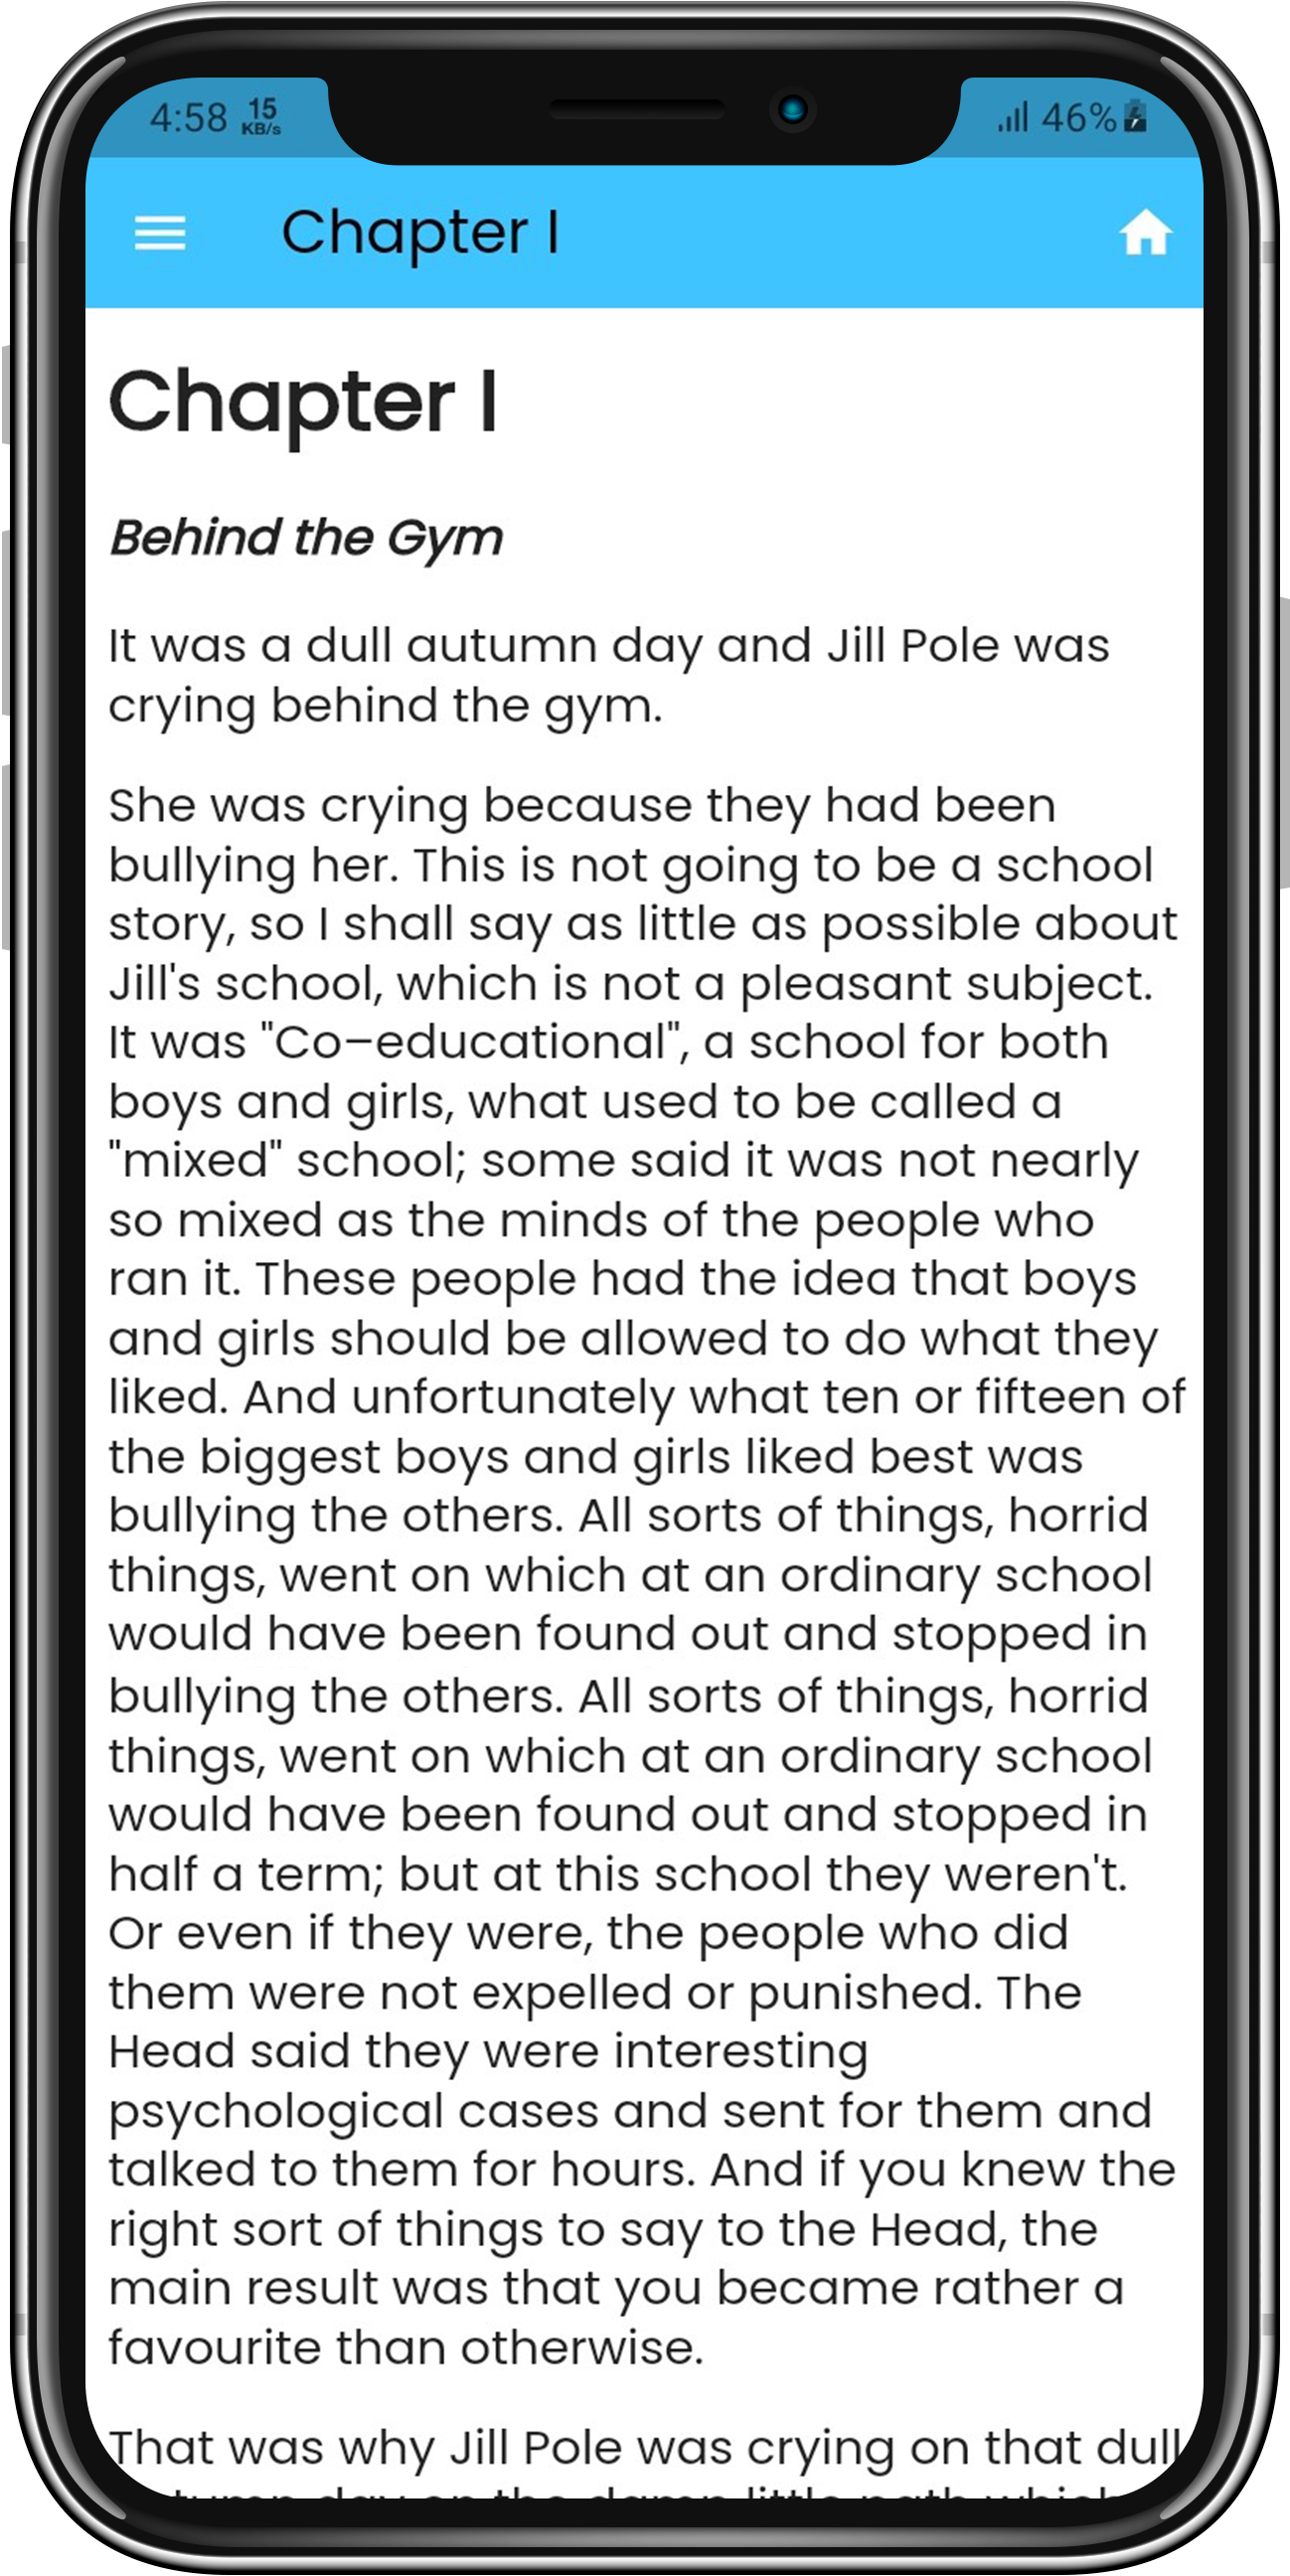 4:58 15 KB/s 46%
Chapter I
Chapter I
Behind the Gym
It was a dull autumn day and Jill Pole was
crying behind the gym.
She was crying because they had been
bullying her. This is not going to be a school
story, so I shall say as little as possible about
Jill's school, which is not a pleasant subject.
It was "Co–educational", a school for both
boys and girls, what used to be called a
"mixed" school; some said it was not nearly
so mixed as the minds of the people who
ran it. These people had the idea that boys
and girls should be allowed to do what they
liked. And unfortunately what ten or fifteen of
the biggest boys and girls liked best was
bullying the others. All sorts of things, horrid
things, went on which at an ordinary school
would have been found out and stopped in
bullying the others. All sorts of things, horrid
things, went on which at an ordinary school
would have been found out and stopped in
half a term; but at this school they weren't.
Or even if they were, the people who did
them were not expelled or punished. The
Head said they were interesting
psychological cases and sent for them and
talked to them for hours. And if you knew the
right sort of things to say to the Head, the
main result was that you became rather a
favourite than otherwise.
That was why Jill Pole was crying on that dull
day on the damp little path which